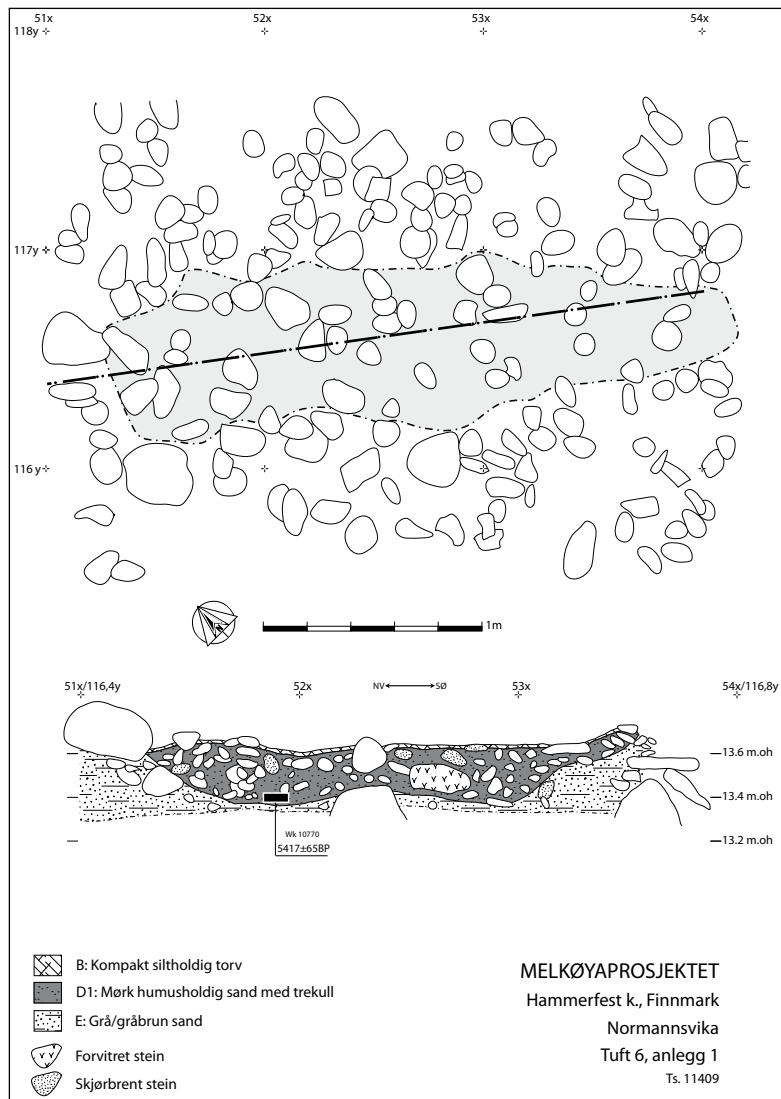 51x 52x 53x 54x
118y
117y
116 y
1m
51x/116,4y 52x NV SØ 53x 54x/116,8y
13.6 m.oh
13.4 m.oh
13.2 m.oh
Wk 10770
5417±65BP
B: Kompakt siltholdig torv
D1: Mørk humusholdig sand med trekull
E: Grå/gråbrun sand
Forvitret stein
Skjørbrent stein
MELKØYAPROSJEKTET
Hammerfest k., Finnmark
Normannsvika
Tuft 6, anlegg 1
Ts. 11409